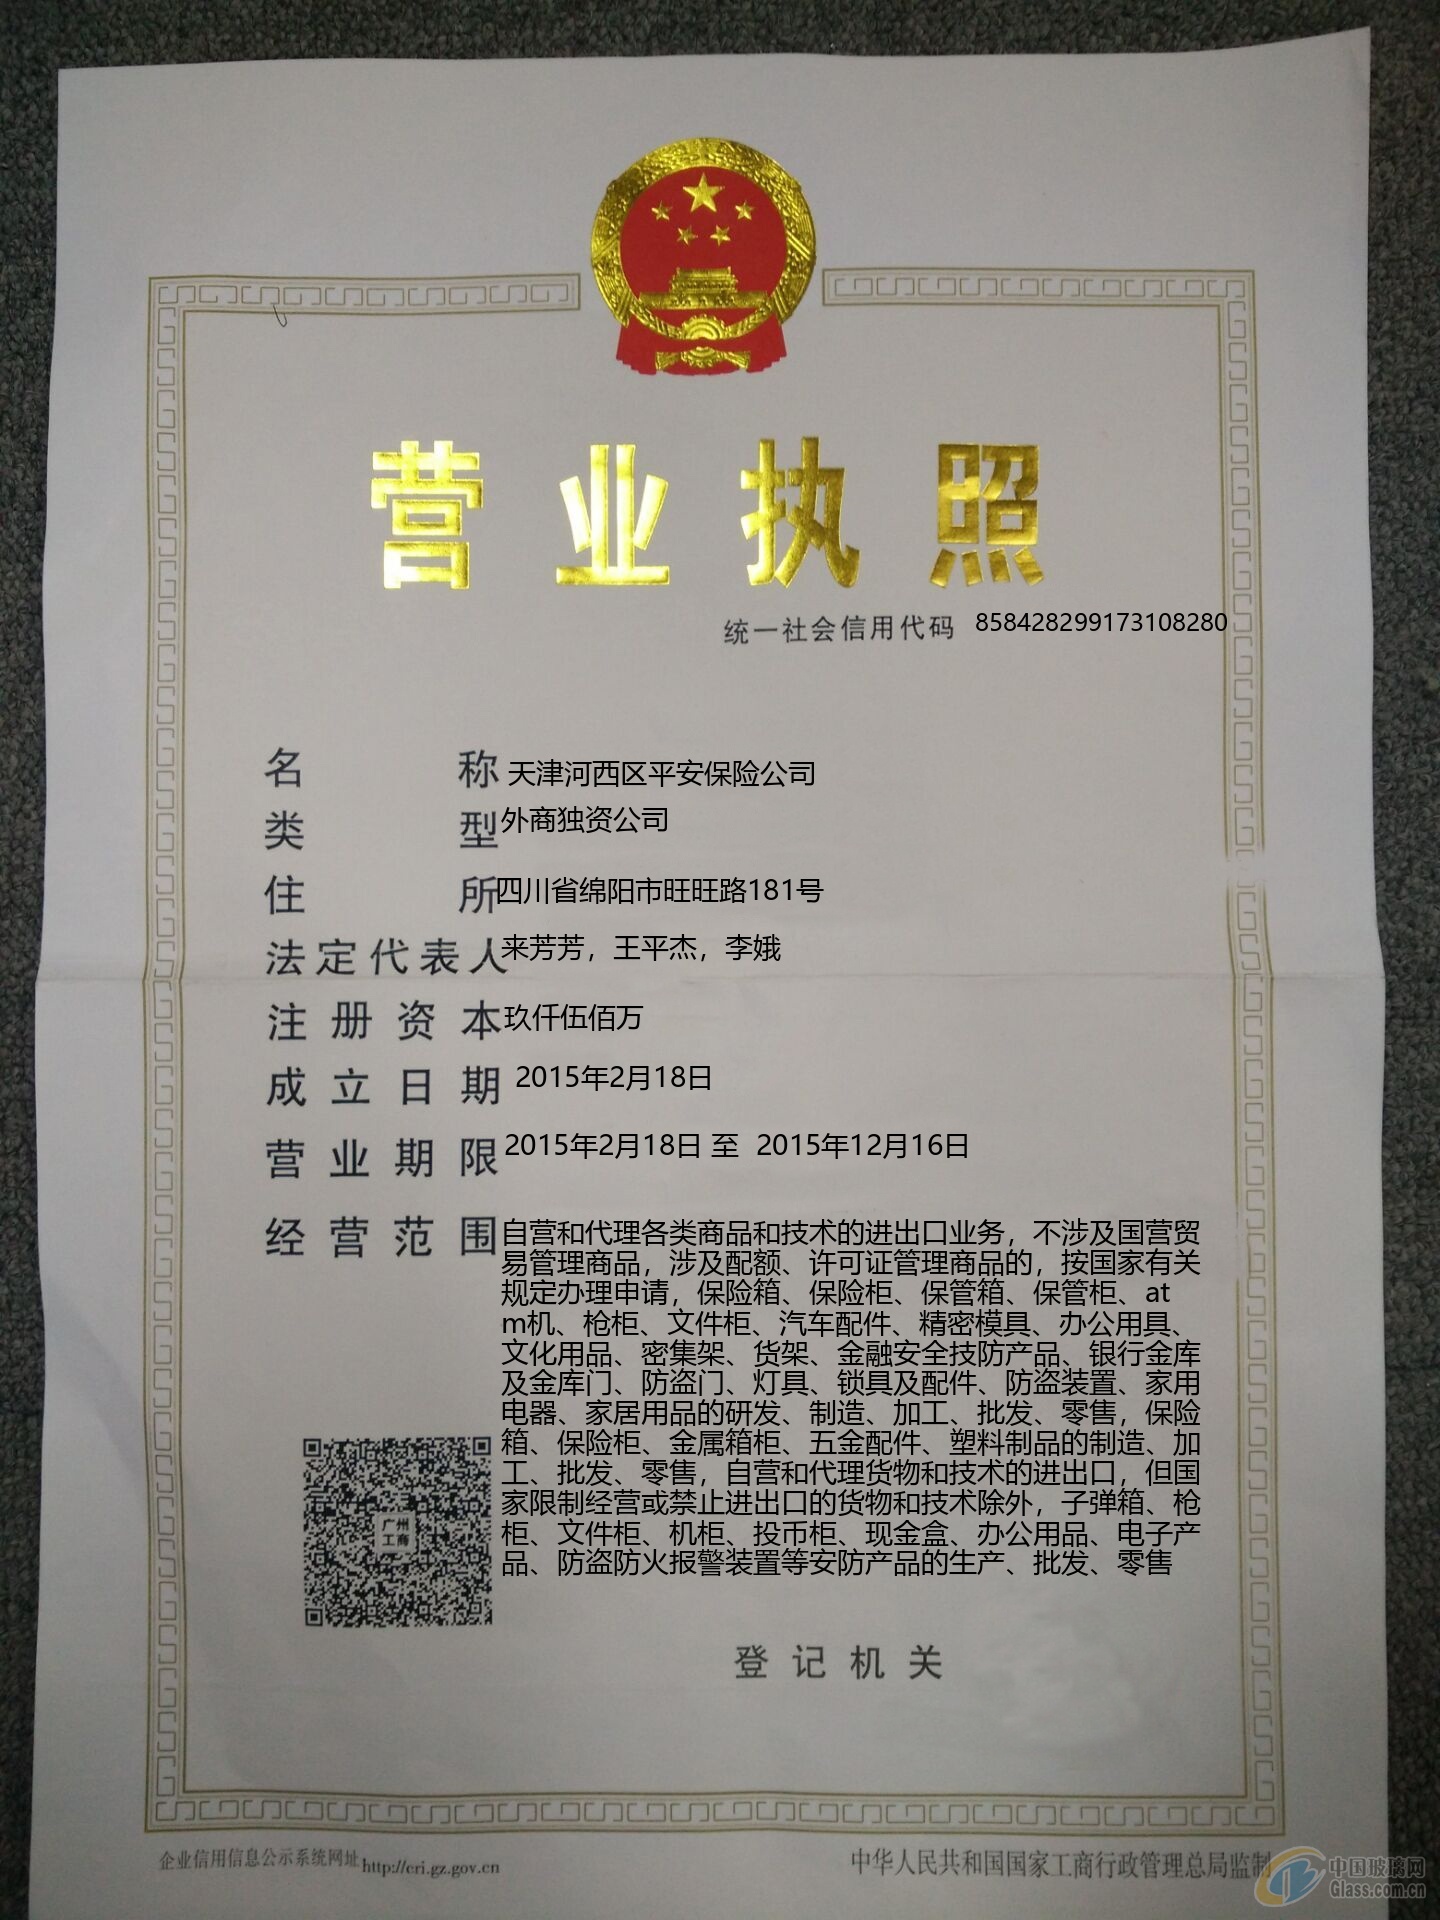 营业执照
统一社会信用代码 858428299173108280
名称 天津河西区平安保险公司
类型 外商独资公司
住所 四川省绵阳市旺旺路181号
法定代表人 来芳芳，王平杰，李娥
注册资本 玖仟伍佰万
成立日期 2015年2月18日
营业期限 2015年2月18日 至 2015年12月16日
经营范围 自营和代理各类商品和技术的进出口业务，不涉及国营贸
易管理商品，涉及配额、许可证管理商品的，按国家有关
规定办理申请，保险箱、保险柜、保管箱、保管柜、at
m机、枪柜、文件柜、汽车配件、精密模具、办公用具、
文化用品、密集架、货架、金融安全技防产品、银行金库
及金库门、防盗门、灯具、锁具及配件、防盗装置、家用
电器、家居用品的研发、制造、加工、批发、零售，保险
箱、保险柜、金属箱柜、五金配件、塑料制品的制造、加
工、批发、零售，自营和代理货物和技术的进出口，但国
家限制经营或禁止进出口的货物和技术除外，子弹箱、枪
柜、文件柜、机柜、投币柜、现金盒、办公用品、电子产
品、防盗防火报警装置等安防产品的生产、批发、零售
广州
工商
登记机关
企业信用信息公示系统网址 http://cri.gz.gov.cn
中华人民共和国国家工商行政管理总局监制
中国玻璃网
Glass.com.cn